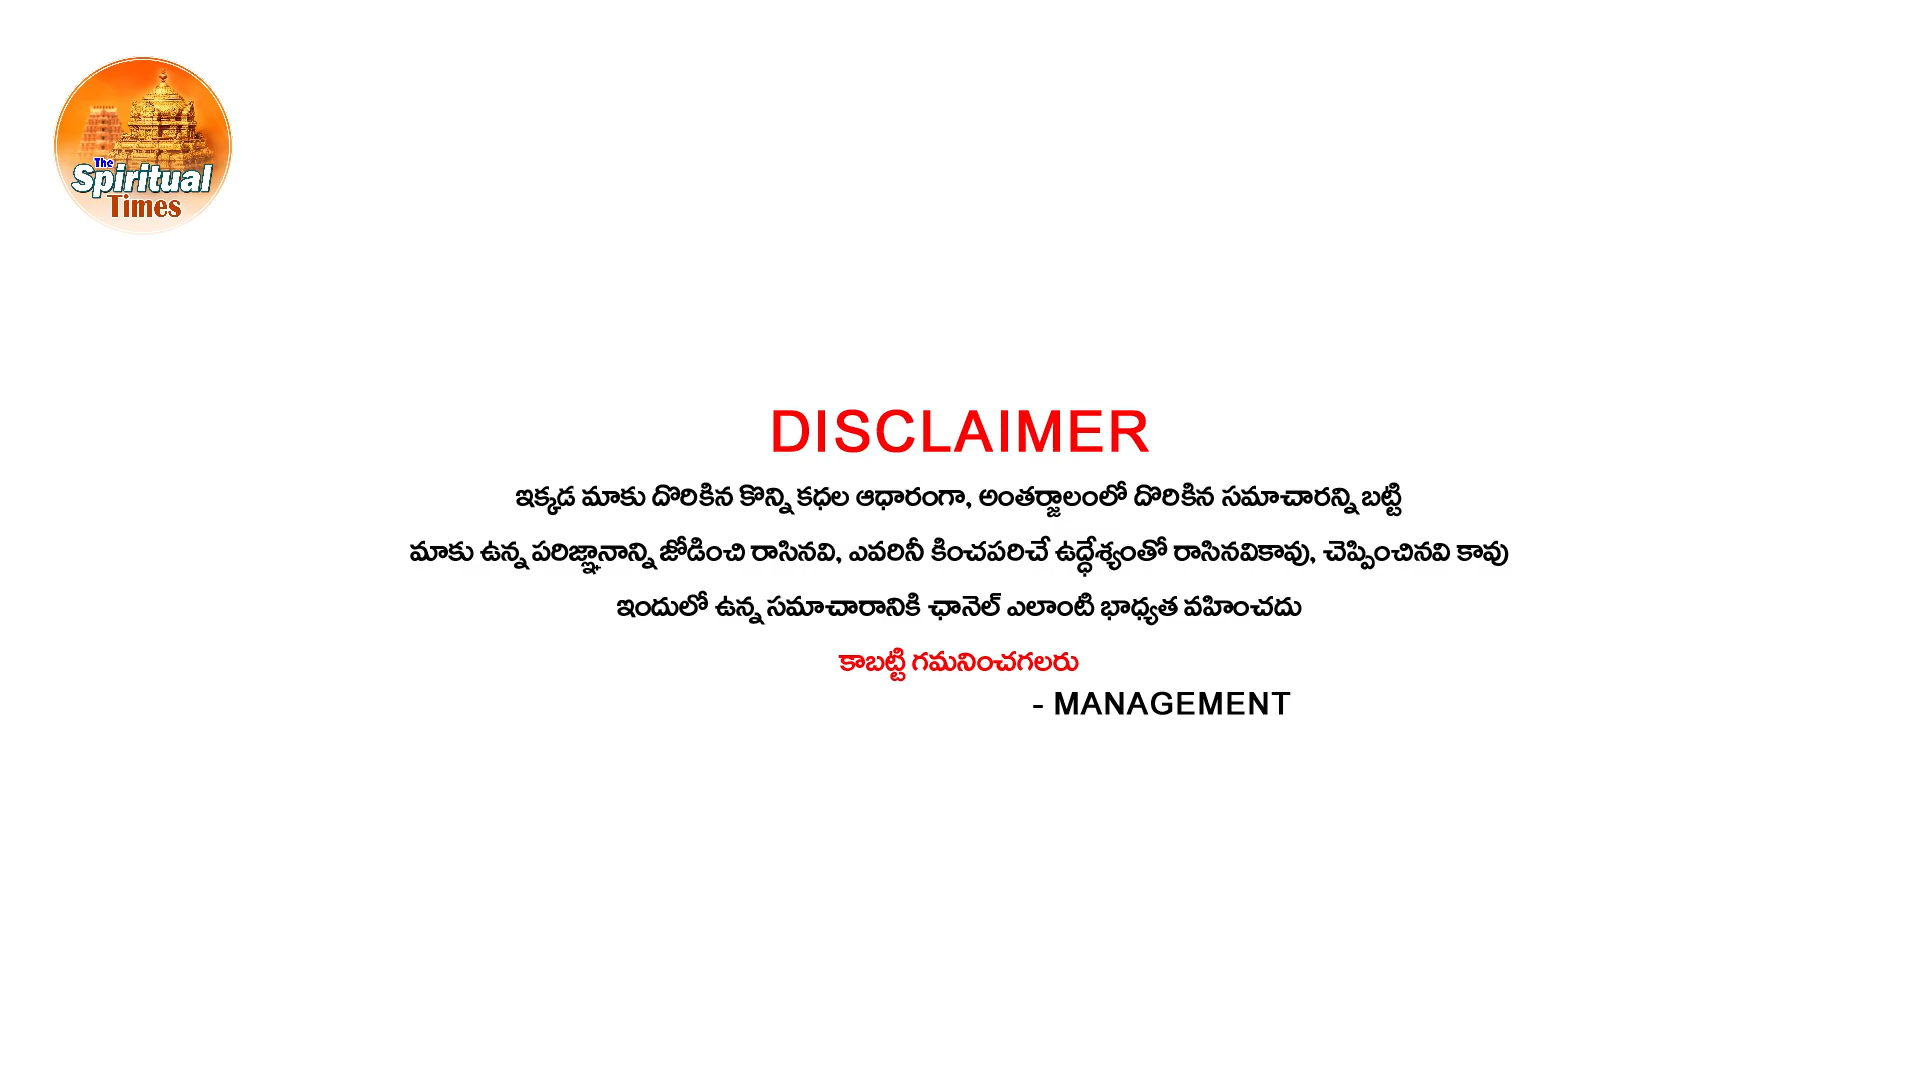 The
Spiritual
Times
DISCLAIMER
ఇక్కడ మాకు దొరికిన కొన్ని కధల ఆధారంగా, అంతర్జాలంలో దొరికిన సమాచారన్ని బట్టి
మాకు ఉన్న పరిజ్ఞానాన్ని జోడించి రాసినవి, ఎవరినీ కించపరిచే ఉద్ధేశ్యంతో రాసినవికావు, చెప్పించినవి కావు
ఇందులో ఉన్న సమాచారానికి ఛానెల్ ఎలాంటి భాధ్యత వహించదు
కాబట్టి గమనించగలరు
- MANAGEMENT